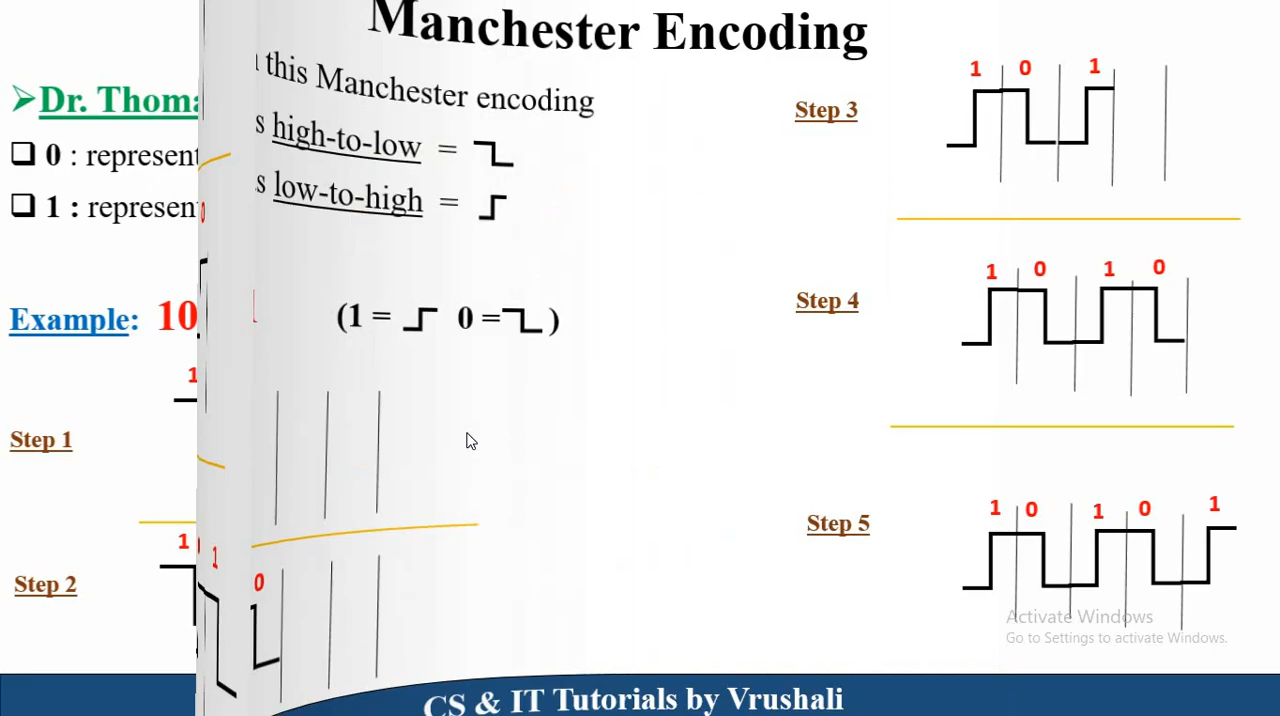 Manchester Encoding
this Manchester encoding
➢Dr. Thoma
❑ 0 : represent
s high-to-low =
❑ 1 : represen
s low-to-high =
Example: 10
(1 = 0 = )
1
Step 1
1
1
0
Step 2
1 0 1
Step 3
1 0 1 0
Step 4
1 0 1 0 1
Step 5
Activate Windows
Go to Settings to activate Windows.
CS & IT Tutorials by Vrushali